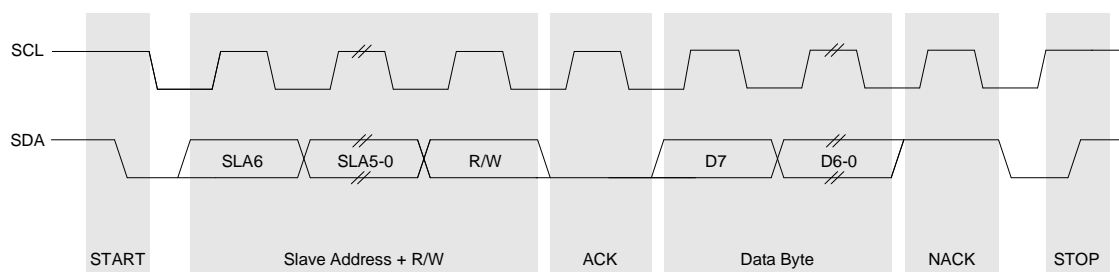 SCL
SDA
SLA6 SLA5-0 R/W D7 D6-0
START Slave Address + R/W ACK Data Byte NACK STOP